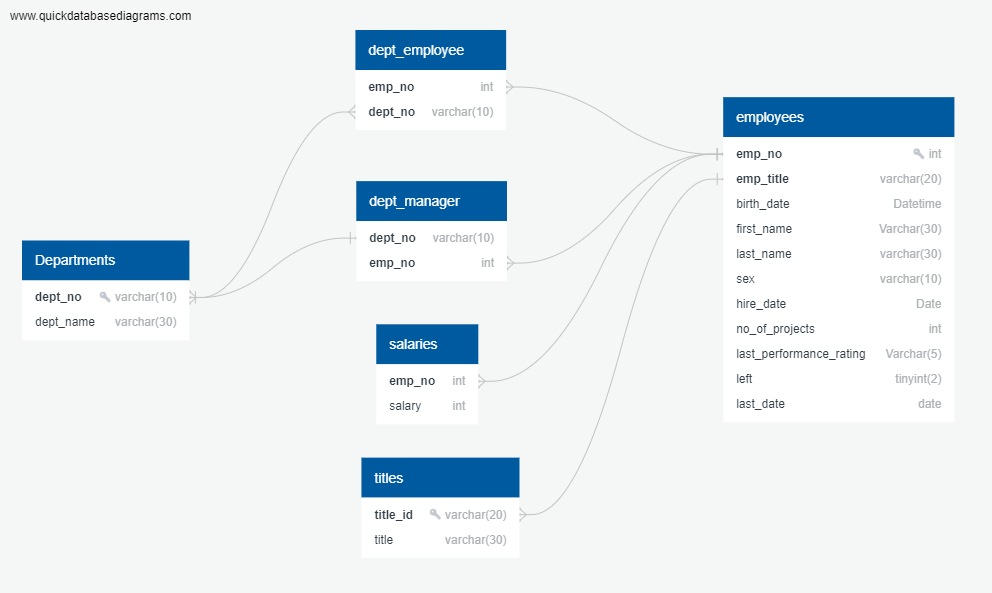 www.quickdatabasediagrams.com
dept_employee
emp_no int
dept_no varchar(10)
dept_manager
dept_no varchar(10)
emp_no int
Departments
dept_no varchar(10)
dept_name varchar(30)
salaries
emp_no int
salary int
titles
title_id varchar(20)
title varchar(30)
employees
emp_no int
emp_title varchar(20)
birth_date Datetime
first_name Varchar(30)
last_name varchar(30)
sex varchar(10)
hire_date Date
no_of_projects int
last_performance_rating Varchar(5)
left tinyint(2)
last_date date